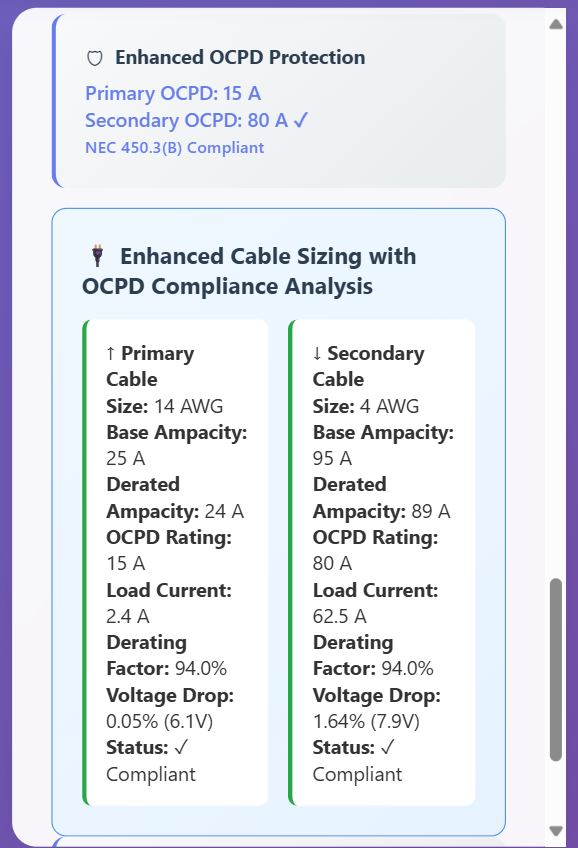 Enhanced OCPD Protection
Primary OCPD: 15 A
Secondary OCPD: 80 A ✓
NEC 450.3(B) Compliant
Enhanced Cable Sizing with
OCPD Compliance Analysis
↑ Primary
Cable
Size: 14 AWG
Base Ampacity:
25 A
Derated
Ampacity: 24 A
OCPD Rating:
15 A
Load Current:
2.4 A
Derating
Factor: 94.0%
Voltage Drop:
0.05% (6.1V)
Status: ✓
Compliant
↓ Secondary
Cable
Size: 4 AWG
Base Ampacity:
95 A
Derated
Ampacity: 89 A
OCPD Rating:
80 A
Load Current:
62.5 A
Derating
Factor: 94.0%
Voltage Drop:
1.64% (7.9V)
Status: ✓
Compliant